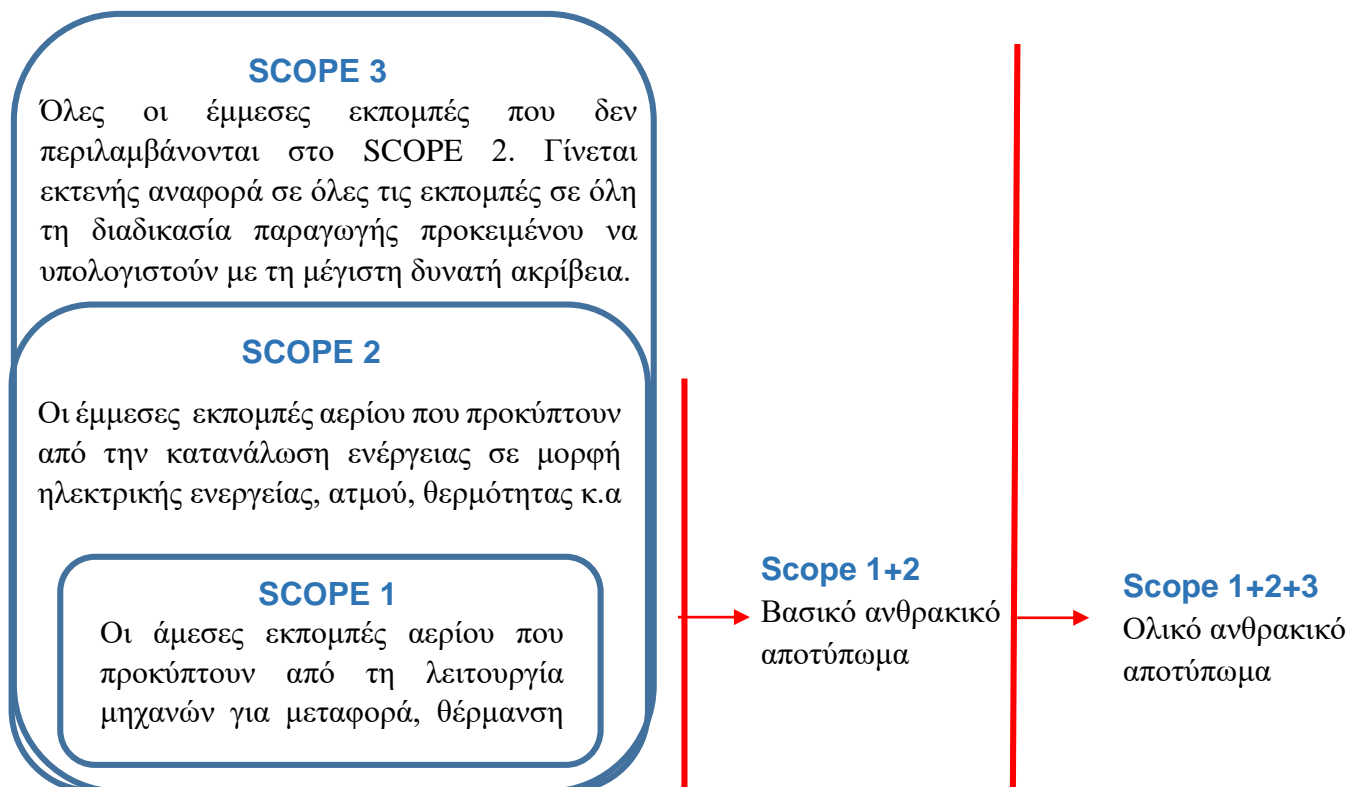 SCOPE 3
Όλες οι έμμεσες εκπομπές που δεν
περιλαμβάνονται στο SCOPE 2. Γίνεται
εκτενής αναφορά σε όλες τις εκπομπές σε όλη
τη διαδικασία παραγωγής προκειμένου να
υπολογιστούν με τη μέγιστη δυνατή ακρίβεια.
SCOPE 2
Οι έμμεσες εκπομπές αερίου που προκύπτουν
από την κατανάλωση ενέργειας σε μορφή
ηλεκτρικής ενεργείας, ατμού, θερμότητας κ.α
SCOPE 1
Οι άμεσες εκπομπές αερίου που
προκύπτουν από τη λειτουργία
μηχανών για μεταφορά, θέρμανση
Scope 1+2
Βασικό ανθρακικό
αποτύπωμα
Scope 1+2+3
Ολικό ανθρακικό
αποτύπωμα